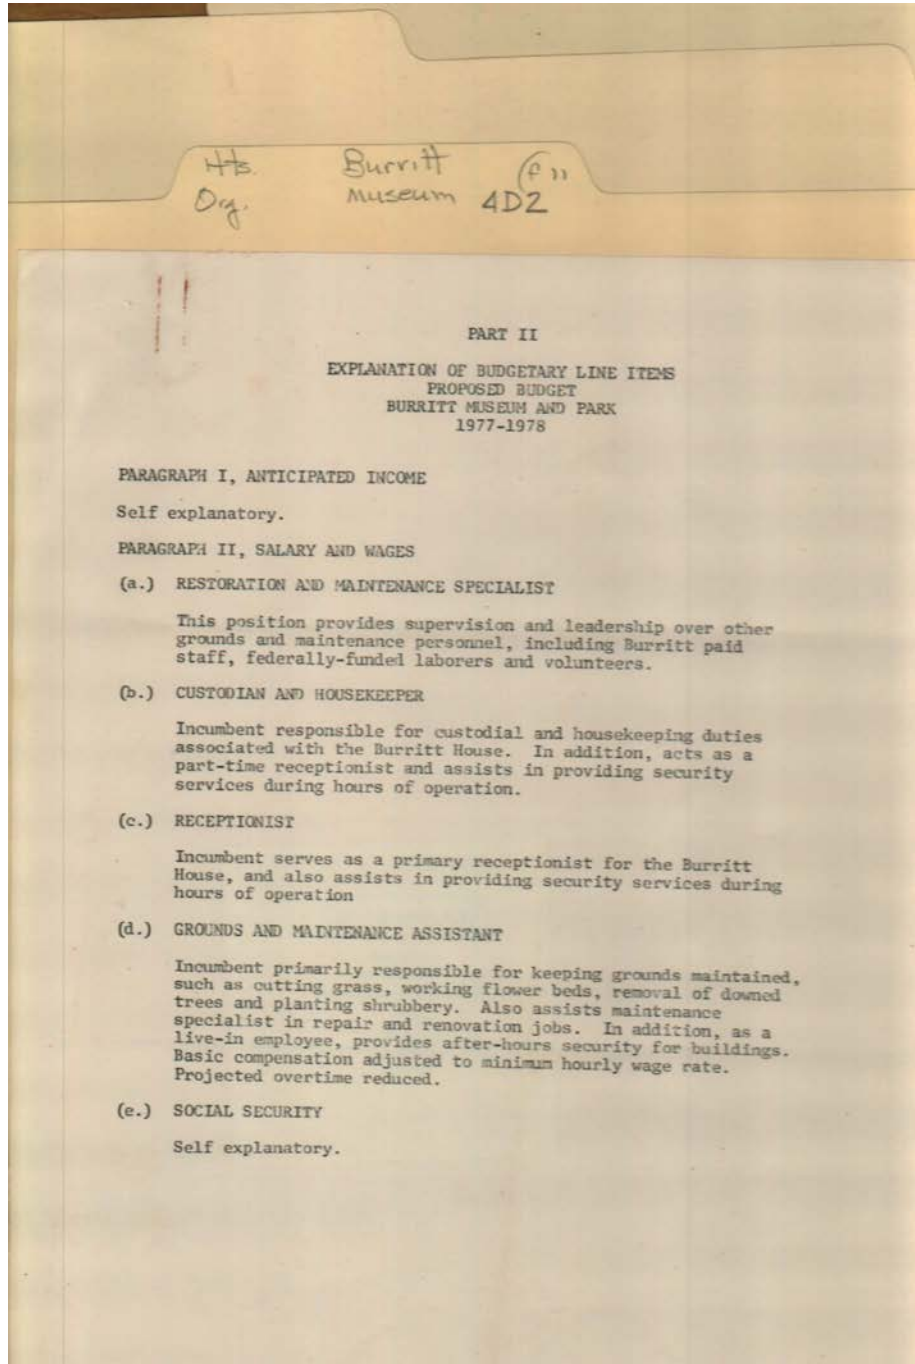 Hts. Burritt (f 11
Org. Museum 4D2
PART II
EXPLANATION OF BUDGETARY LINE ITEMS
PROPOSED BUDGET
BURRITT MUSEUM AND PARK
1977-1978
PARAGRAPH I, ANTICIPATED INCOME
Self explanatory.
PARAGRAPH II, SALARY AND WAGES
(a.) RESTORATION AND MAINTENANCE SPECIALIST
This position provides supervision and leadership over other
grounds and maintenance personnel, including Burritt paid
staff, federally-funded laborers and volunteers.
(b.) CUSTODIAN AND HOUSEKEEPER
Incumbent responsible for custodial and housekeeping duties
associated with the Burritt House. In addition, acts as a
part-time receptionist and assists in providing security
services during hours of operation.
(c.) RECEPTIONIST
Incumbent serves as a primary receptionist for the Burritt
House, and also assists in providing security services during
hours of operation
(d.) GROUNDS AND MAINTENANCE ASSISTANT
Incumbent primarily responsible for keeping grounds maintained,
such as cutting grass, working flower beds, removal of downed
trees and planting shrubbery. Also assists maintenance
specialist in repair and renovation jobs. In addition, as a
live-in employee, provides after-hours security for buildings.
Basic compensation adjusted to minimum hourly wage rate.
Projected overtime reduced.
(e.) SOCIAL SECURITY
Self explanatory.